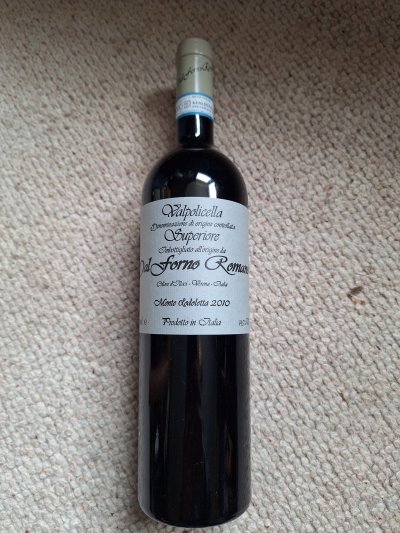 Valpolicella
Denominazione di origine controllata
Superiore
Imbottigliato all'origine da
Dal Forno Romano
Monte Lodoletta 2010
Prodotto in Italia